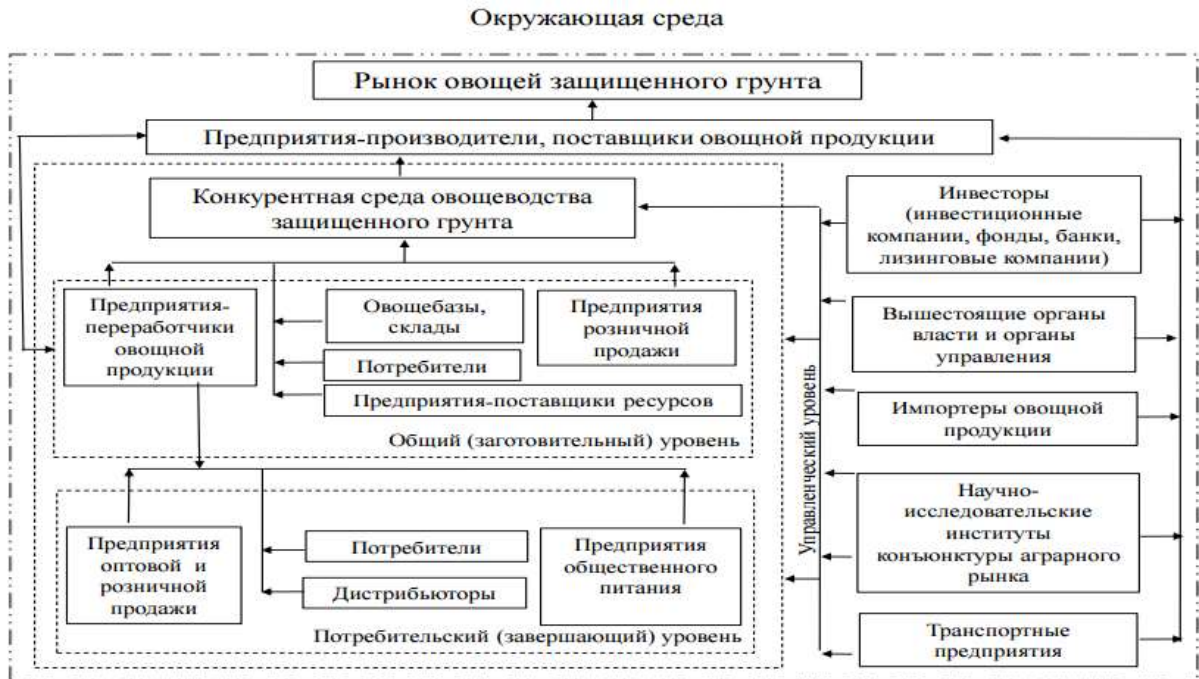 Окружающая среда
Рынок овощей защищенного грунта
Предприятия-производители, поставщики овощной продукции
Конкурентная среда овощеводства
защищенного грунта
Предприятия-
переработчики
овощной
продукции
Овощебазы,
склады
Потребители
Предприятия-поставщики ресурсов
Предприятия
розничной
продажи
Общий (заготовительный) уровень
Предприятия
оптовой и
розничной
продажи
Потребители
Дистрибьюторы
Предприятия
общественного
питания
Потребительский (завершающий) уровень
Управленческий уровень
Инвесторы
(инвестиционные
компании, фонды, банки,
лизинговые компании)
Вышестоящие органы
власти и органы
управления
Импортеры овощной
продукции
Научно-
исследовательские
институты
конъюнктуры аграрного
рынка
Транспортные
предприятия